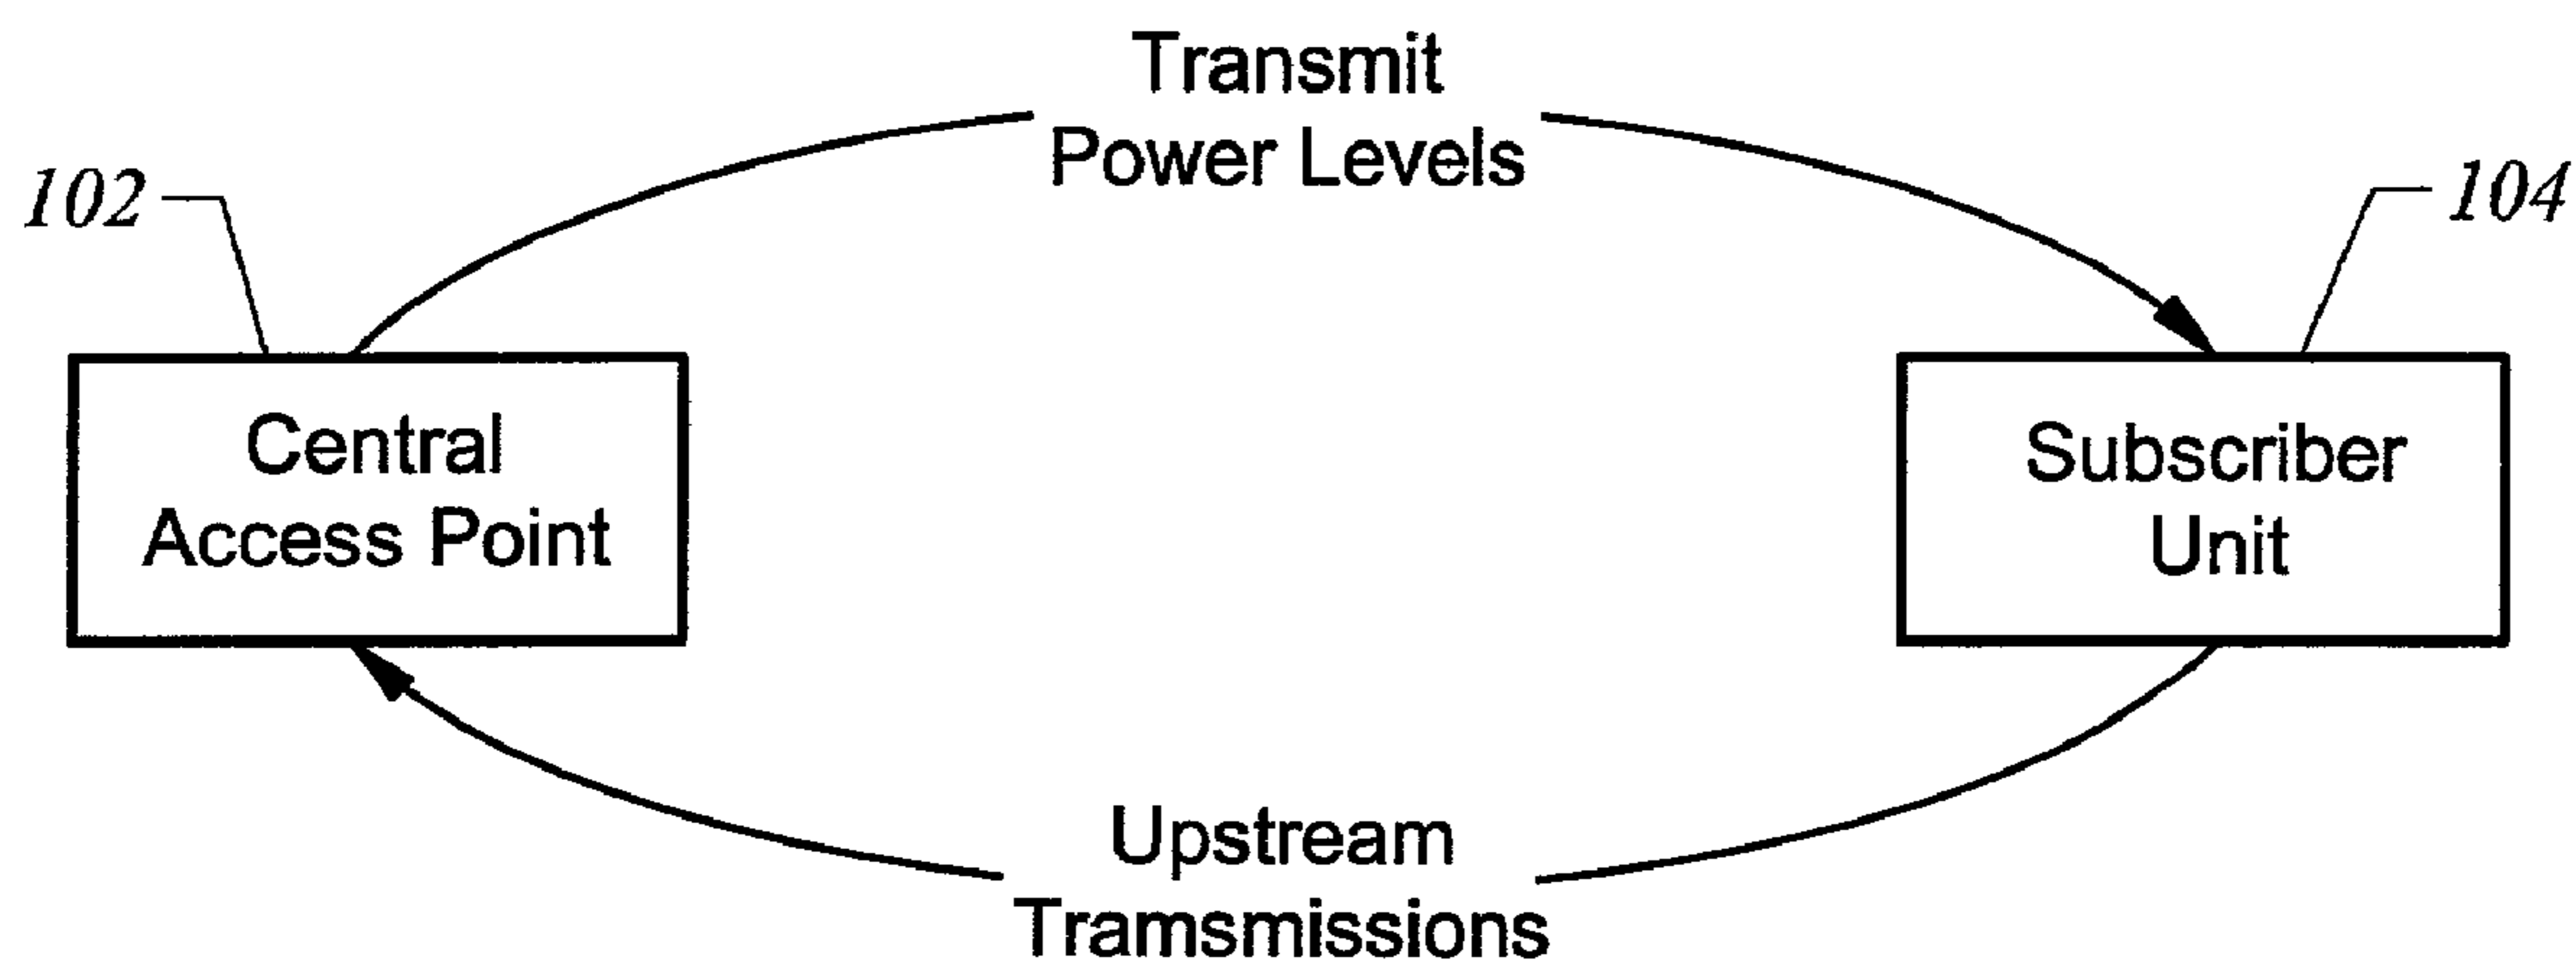 Transmit
Power Levels
102
104
Central
Access Point
Subscriber
Unit
Upstream
Tramsmissions